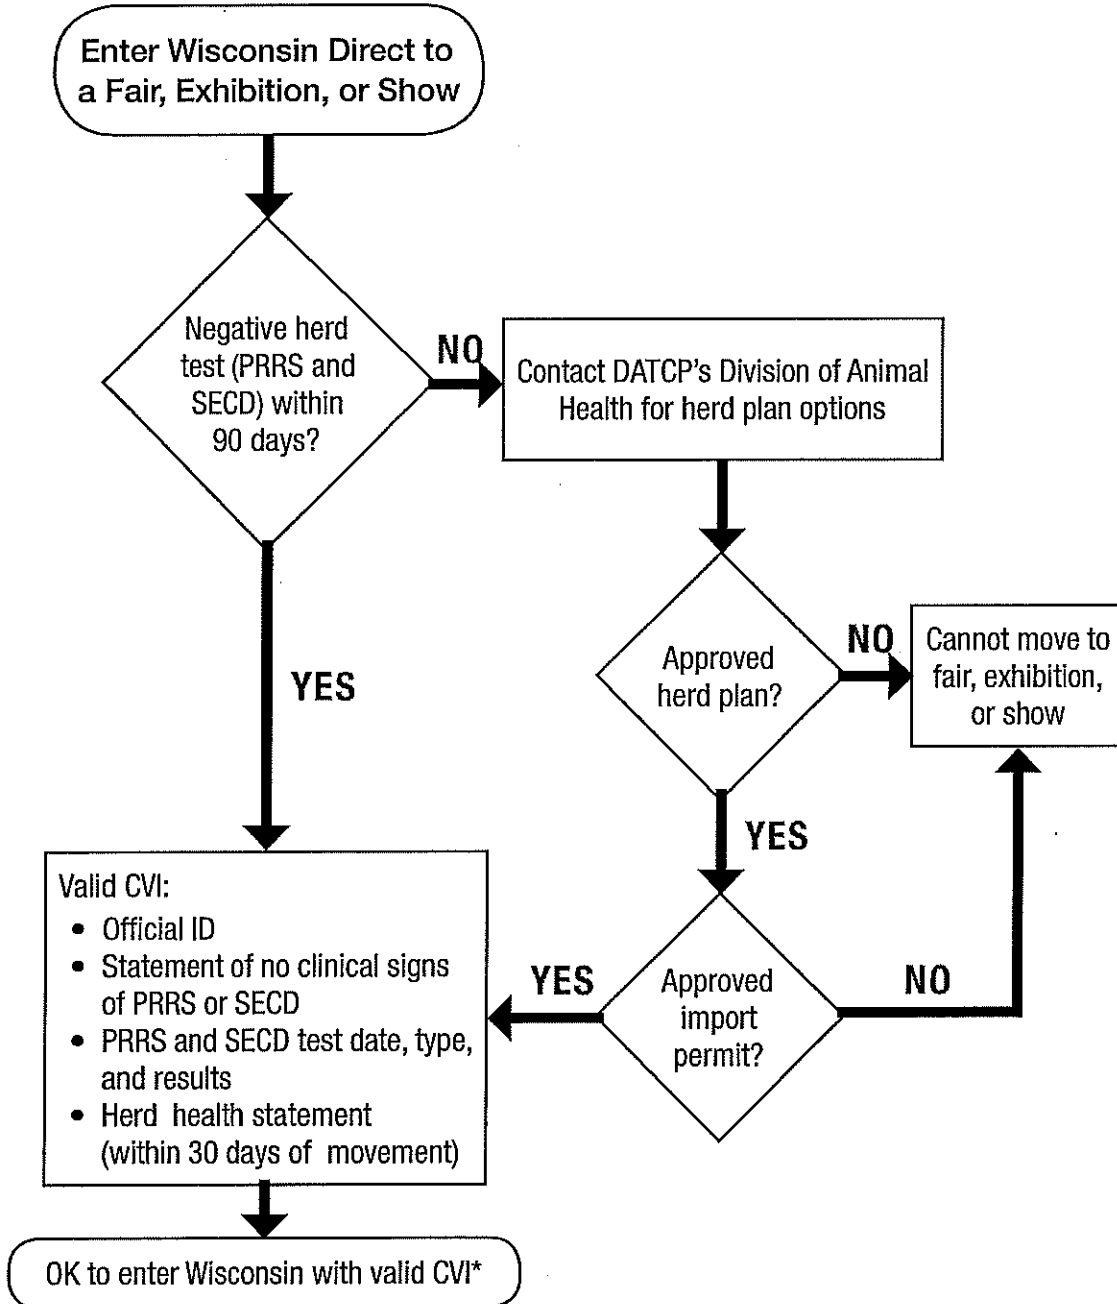 Enter Wisconsin Direct to
a Fair, Exhibition, or Show
Negative herd
test (PRRS and
SECD) within
90 days?
NO
Contact DATCP's Division of Animal
Health for herd plan options
Approved
herd plan?
NO
Cannot move to
fair, exhibition,
or show
YES
YES
Approved
import
permit?
YES
NO
Valid CVI:
• Official ID
• Statement of no clinical signs
of PRRS or SECD
• PRRS and SECD test date, type,
and results
• Herd health statement
(within 30 days of movement)
OK to enter Wisconsin with valid CVI*